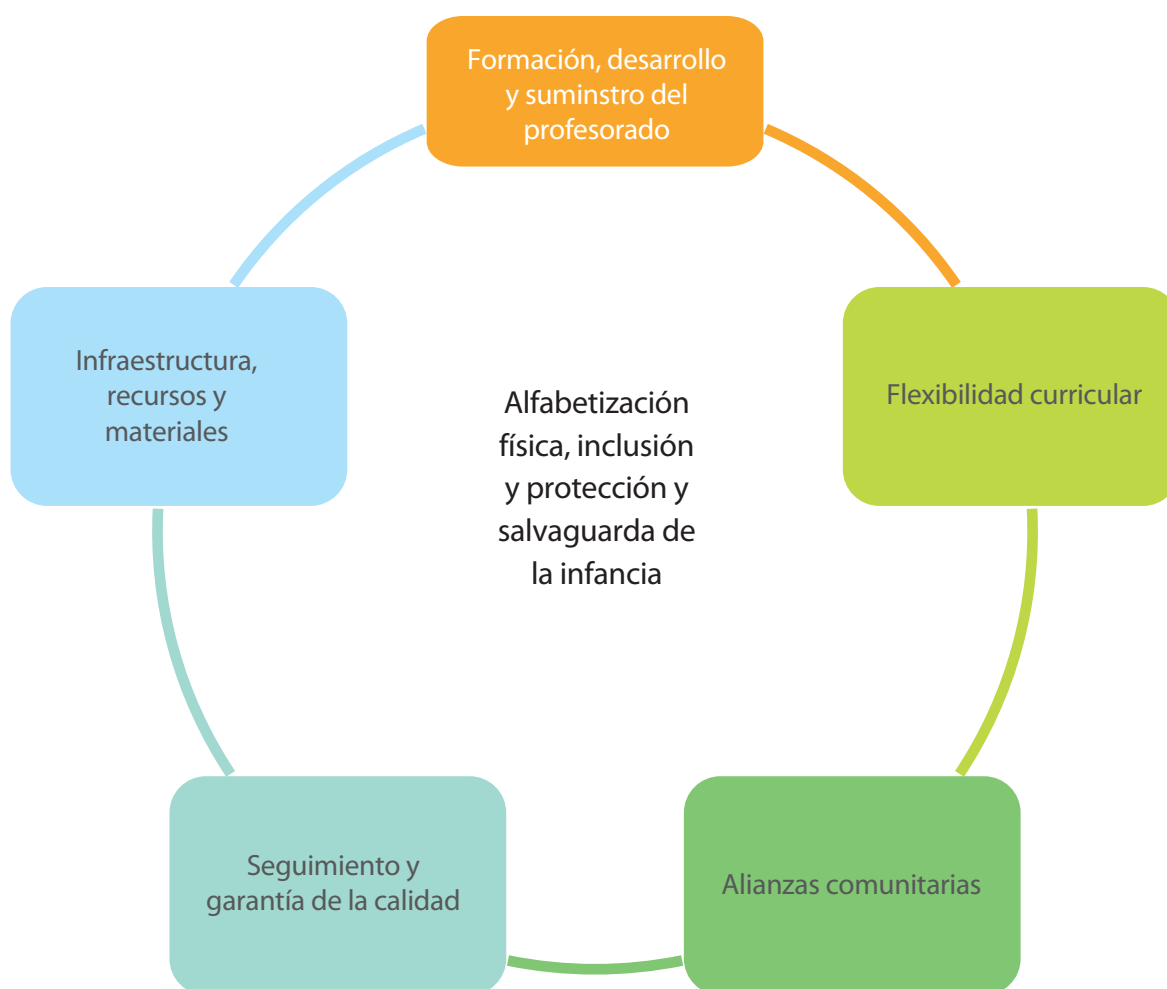 Formación, desarrollo
y suminstro del
profesorado
Infraestructura,
recursos y
materiales
Flexibilidad curricular
Alfabetización
física, inclusión
y protección y
salvaguarda de
la infancia
Seguimiento y
garantía de la calidad
Alianzas comunitarias